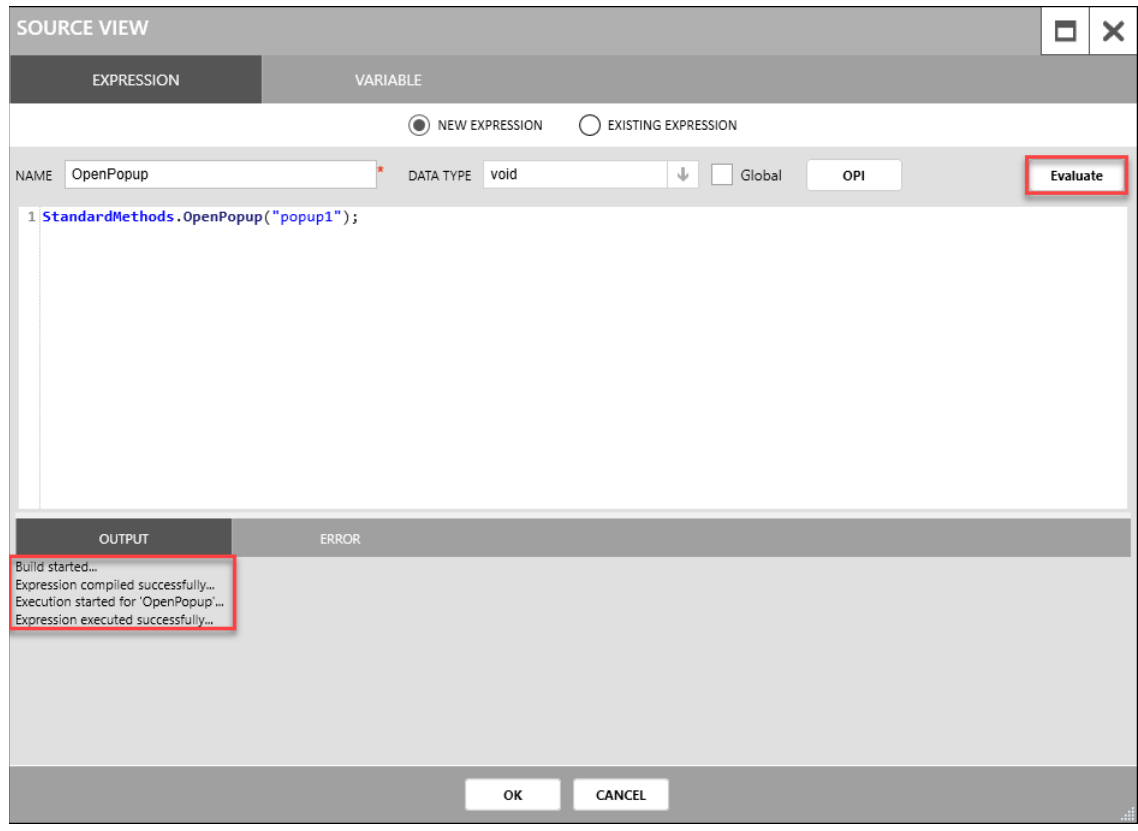 SOURCE VIEW
EXPRESSION VARIABLE
NEW EXPRESSION EXISTING EXPRESSION
NAME OpenPopup * DATA TYPE void Global OPI Evaluate
1 StandardMethods.OpenPopup("popup1");
OUTPUT ERROR
Build started...
Expression compiled successfully...
Execution started for 'OpenPopup'...
Expression executed successfully...
OK CANCEL